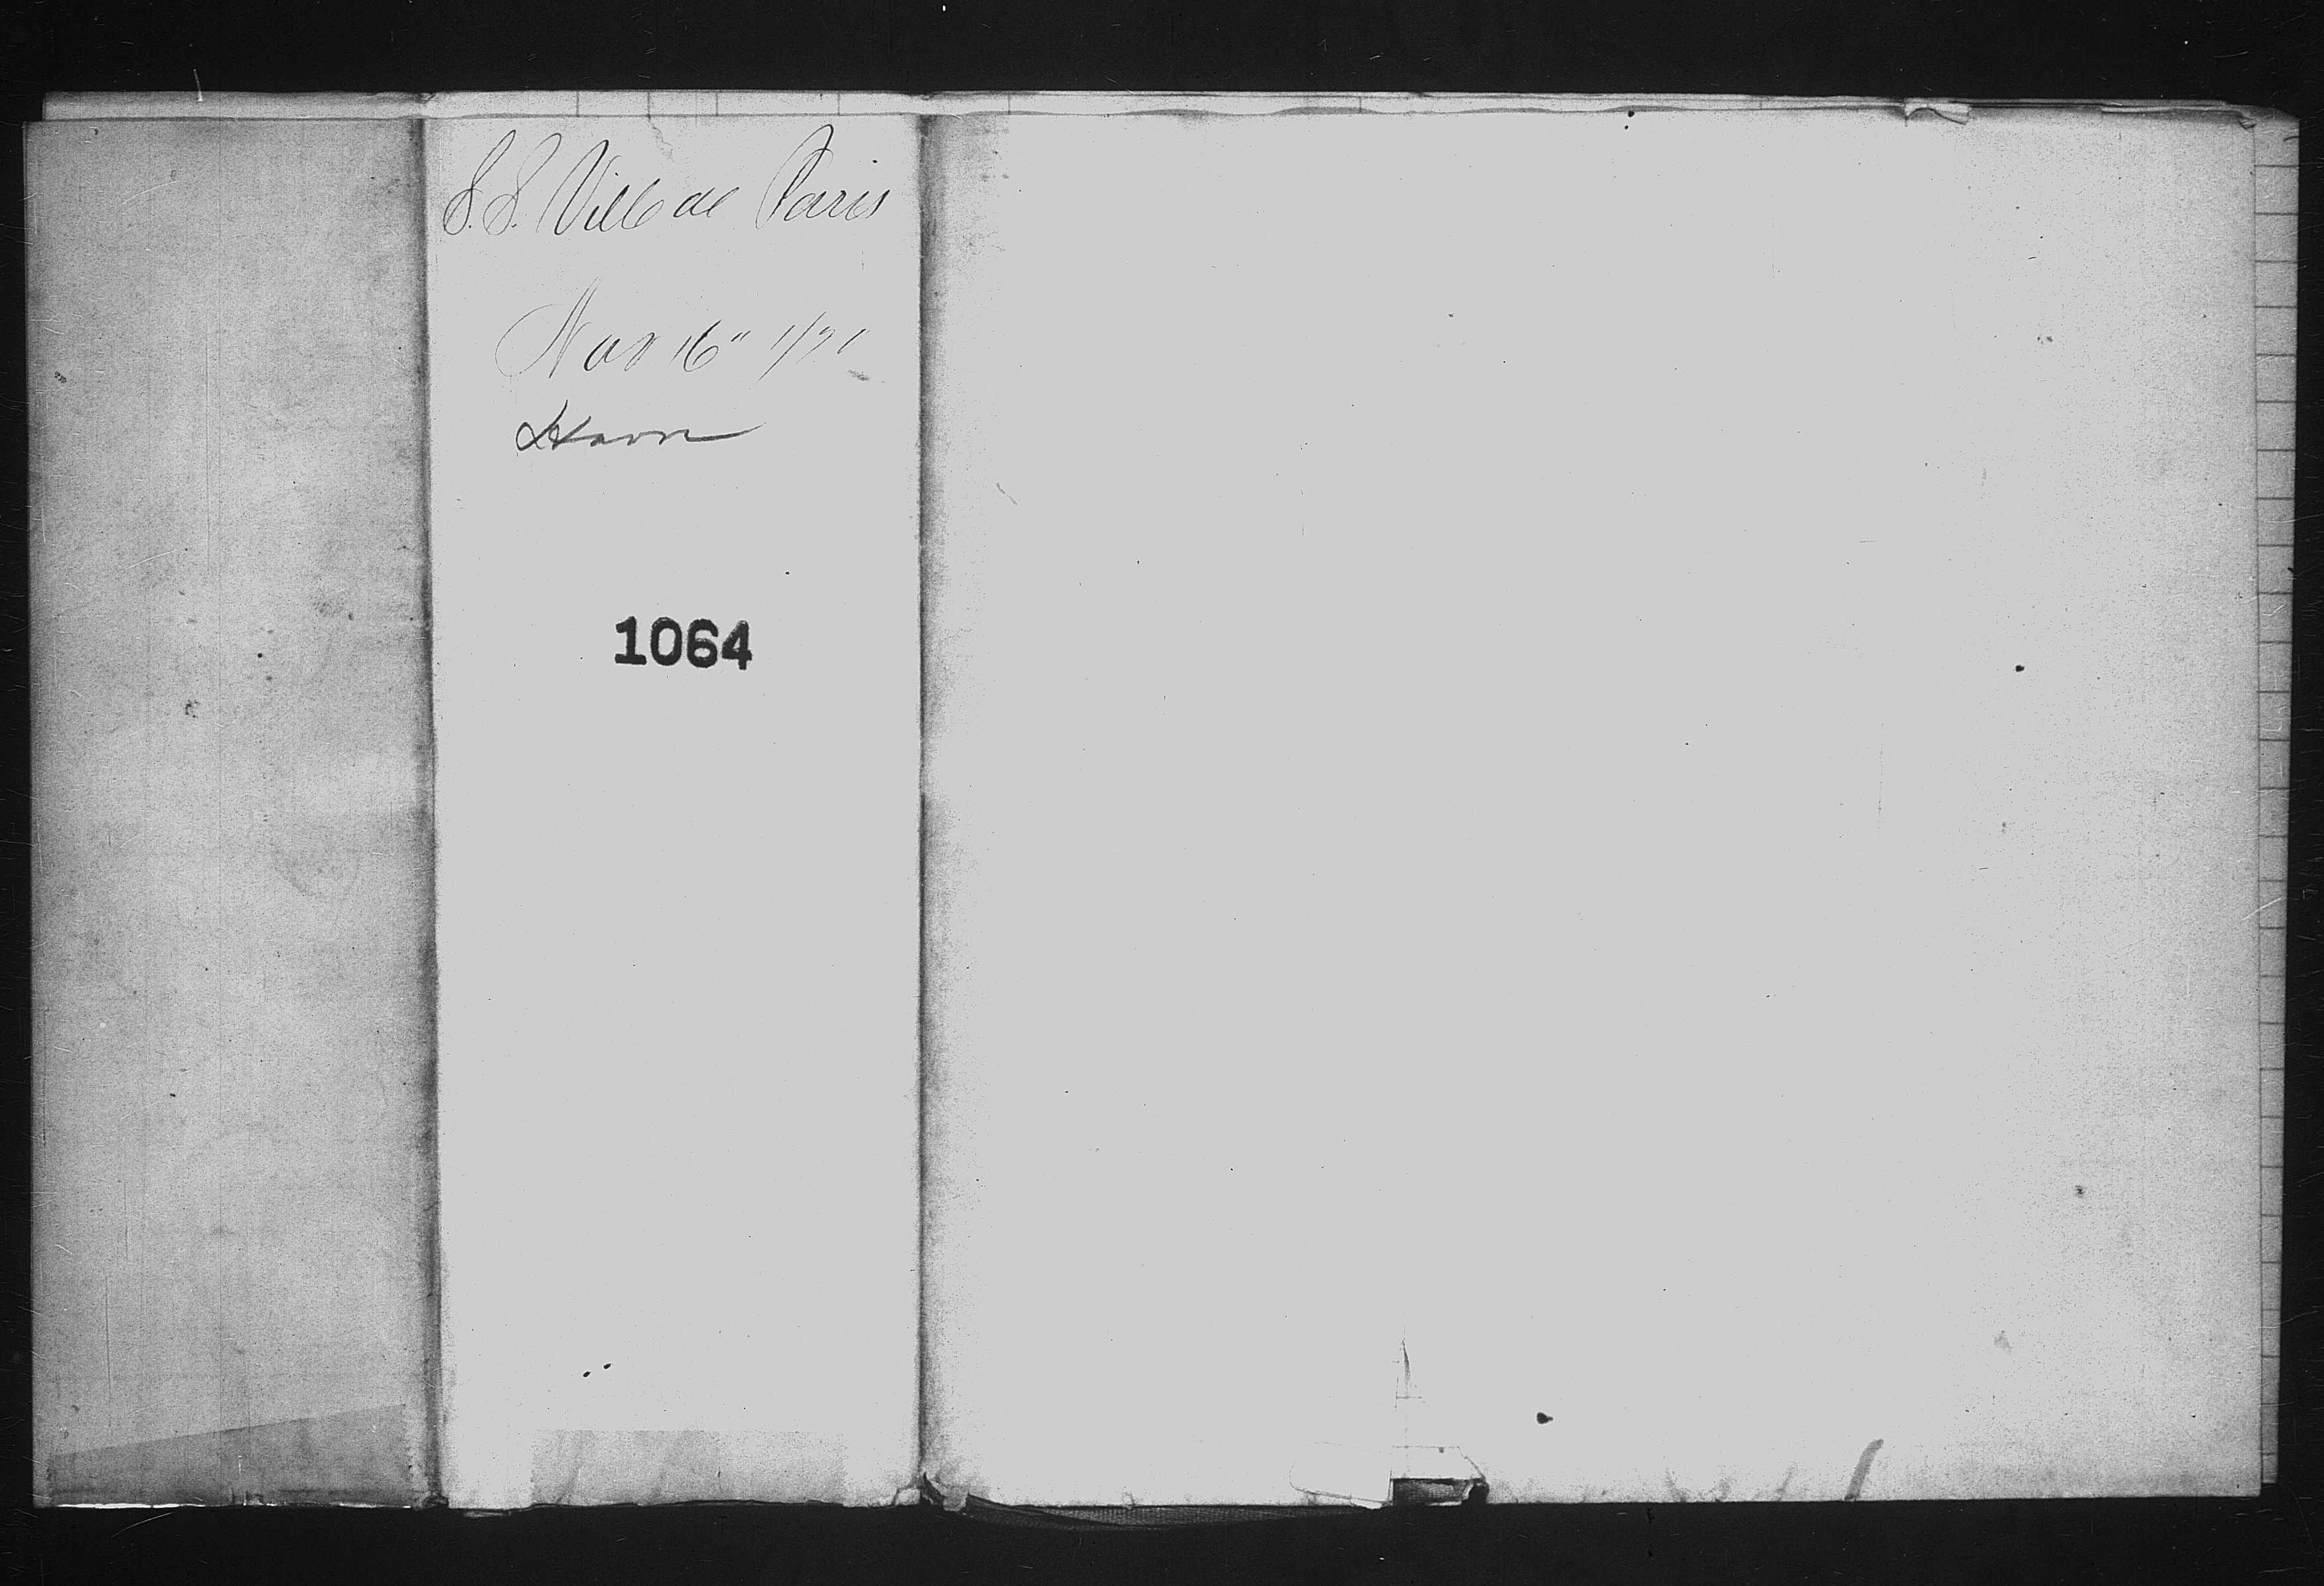 S.S. Ville de Paris
Nov 16" 1/71
Havre
1064